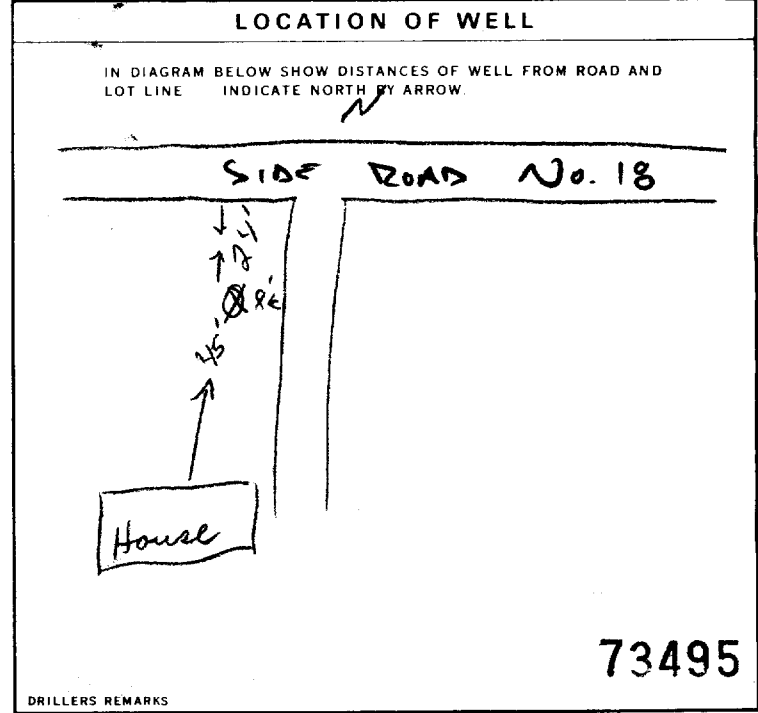 LOCATION OF WELL
IN DIAGRAM BELOW SHOW DISTANCES OF WELL FROM ROAD AND
LOT LINE INDICATE NORTH BY ARROW.
N
SIDE ROAD No. 18
24'
45'
House
73495
DRILLERS REMARKS